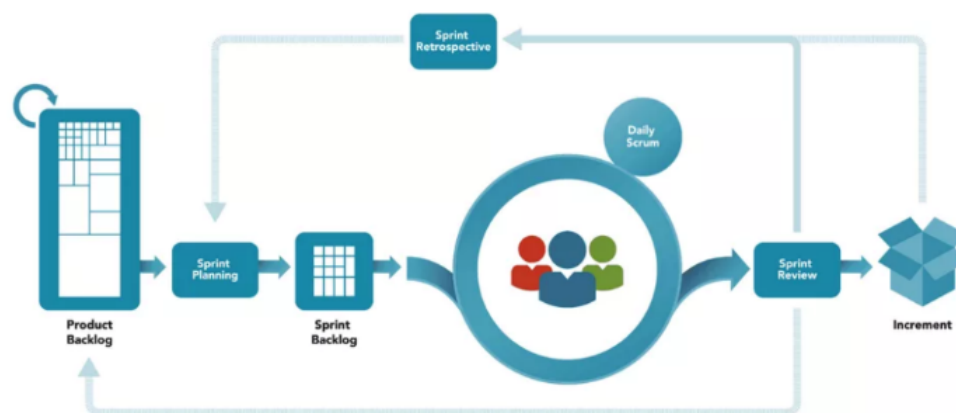 Sprint
Retrospective
Daily
Scrum
Sprint
Planning
Sprint
Review
Product
Backlog
Sprint
Backlog
Increment